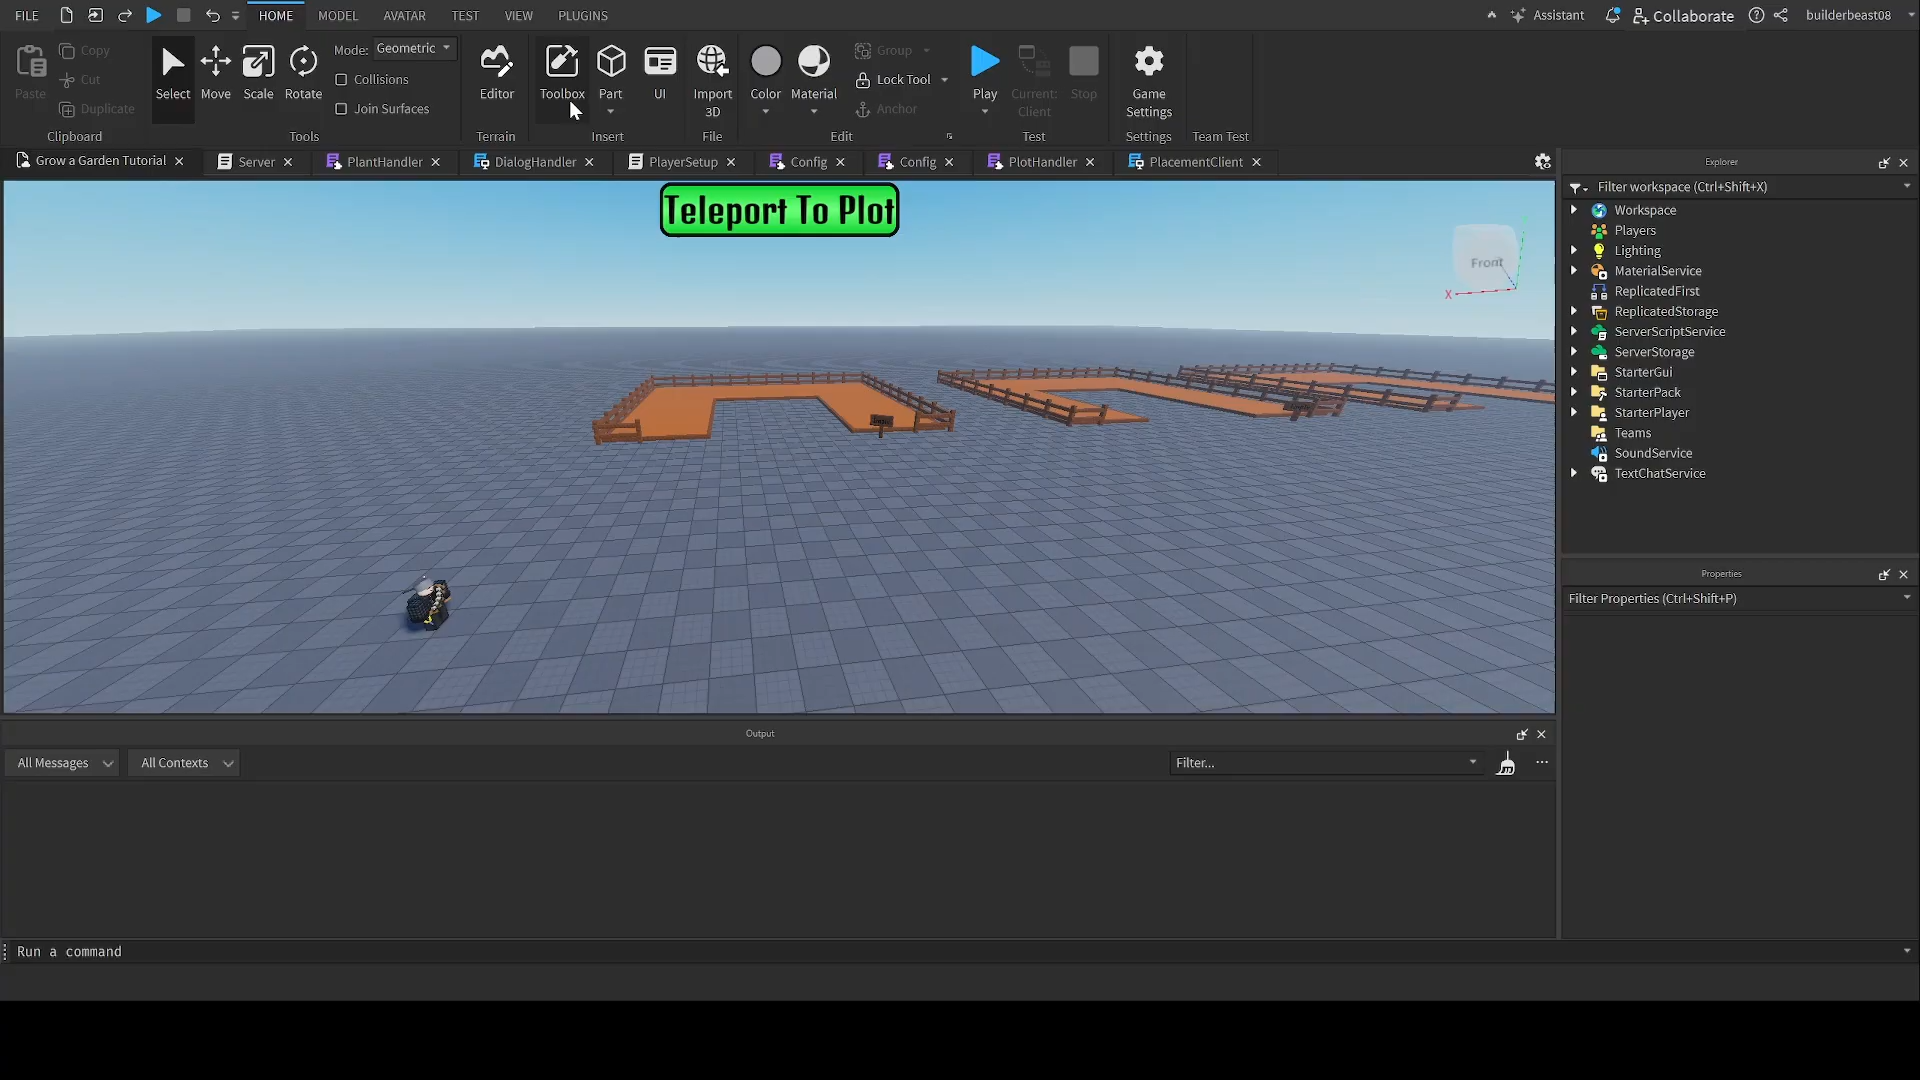 FILE
HOME
MODEL
AVATAR
TEST
VIEW
PLUGINS
Assistant
Collaborate
builderbeast08
Paste
Copy
Cut
Duplicate
Clipboard
Select
Move
Scale
Rotate
Mode: Geometric
Collisions
Join Surfaces
Tools
Editor
Terrain
Toolbox
Part
UI
Insert
Import
3D
File
Color
Material
Group
Lock Tool
Anchor
Edit
Play
Current:
Client
Stop
Test
Game
Settings
Settings
Team Test
Grow a Garden Tutorial
Server
PlantHandler
DialogHandler
PlayerSetup
Config
Config
PlotHandler
PlacementClient
Teleport To Plot
Front
X
Explorer
Filter workspace (Ctrl+Shift+X)
Workspace
Players
Lighting
MaterialService
ReplicatedFirst
ReplicatedStorage
ServerScriptService
ServerStorage
StarterGui
StarterPack
StarterPlayer
Teams
SoundService
TextChatService
Properties
Filter Properties (Ctrl+Shift+P)
Output
All Messages
All Contexts
Filter...
Run a command